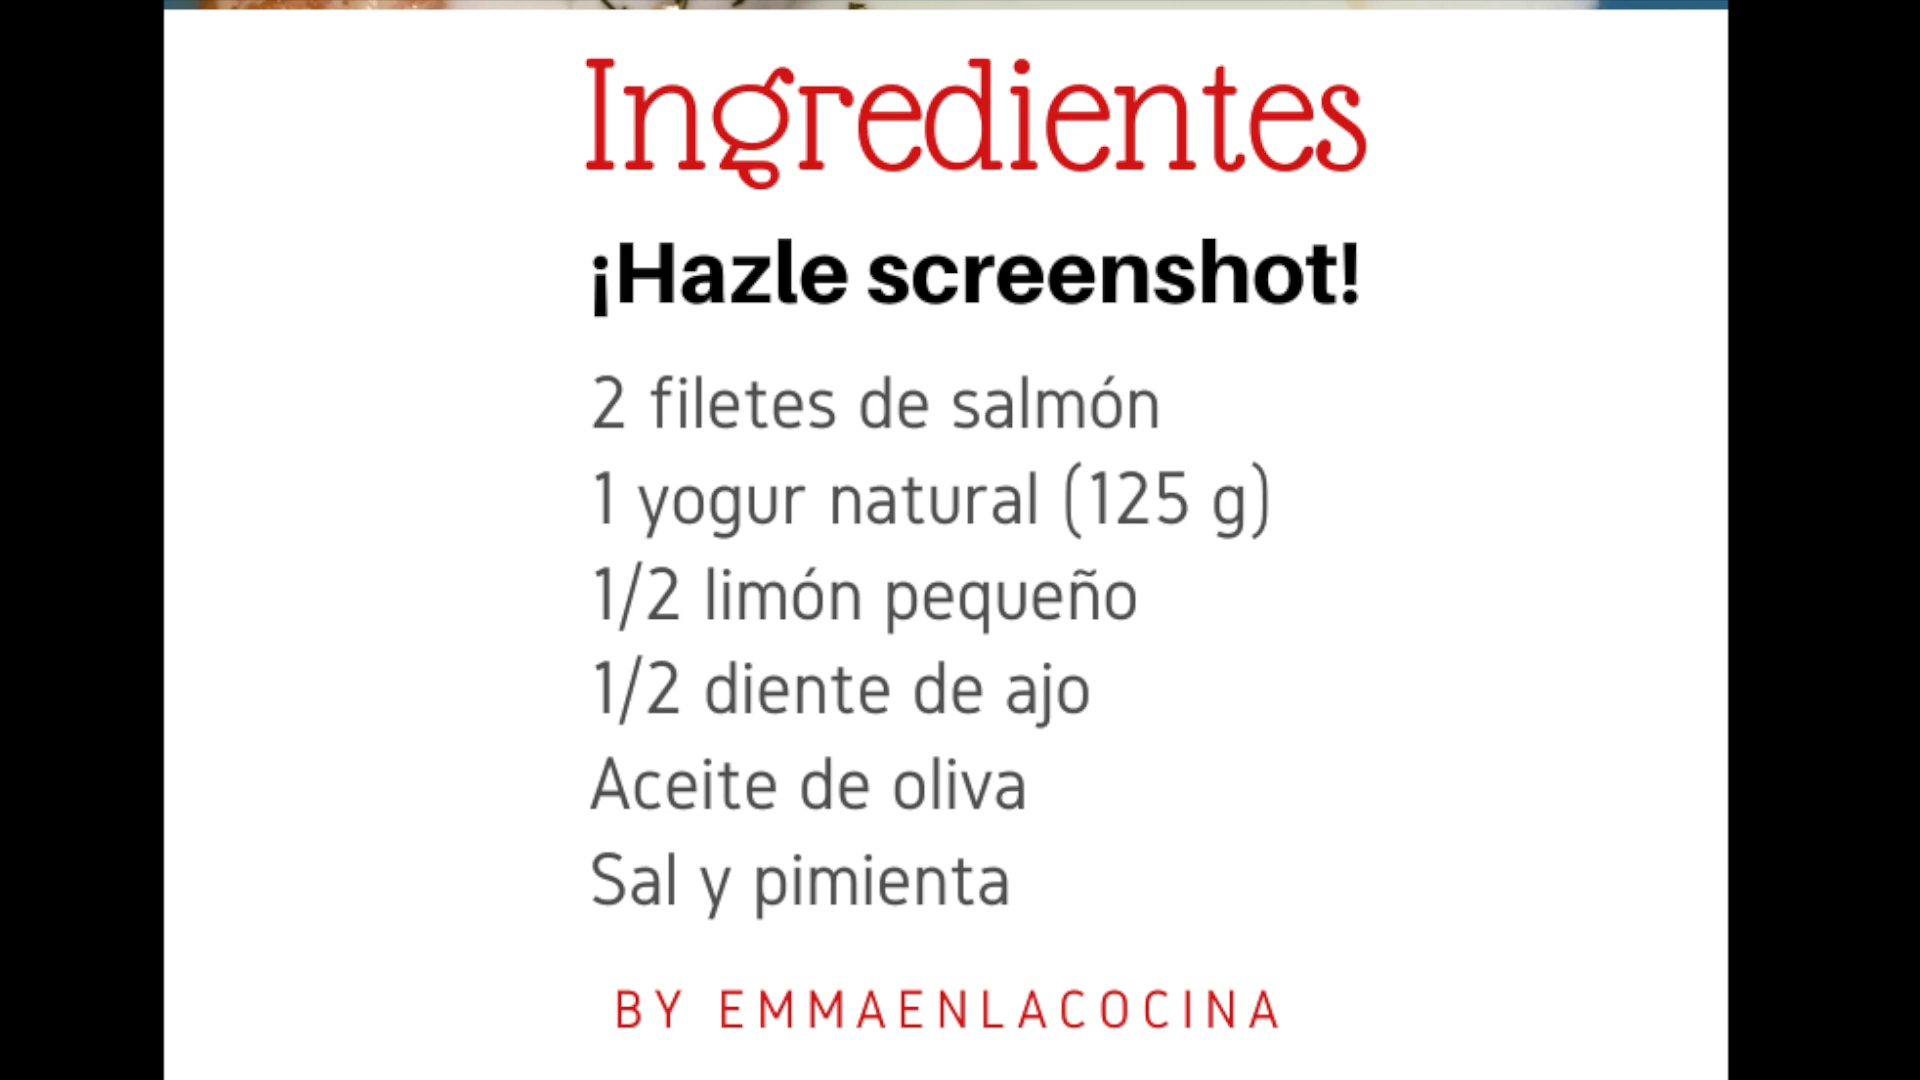 Ingredientes
¡Hazle screenshot!
2 filetes de salmón
1 yogur natural (125 g)
1/2 limón pequeño
1/2 diente de ajo
Aceite de oliva
Sal y pimienta
BY EMMAENLACOCINA